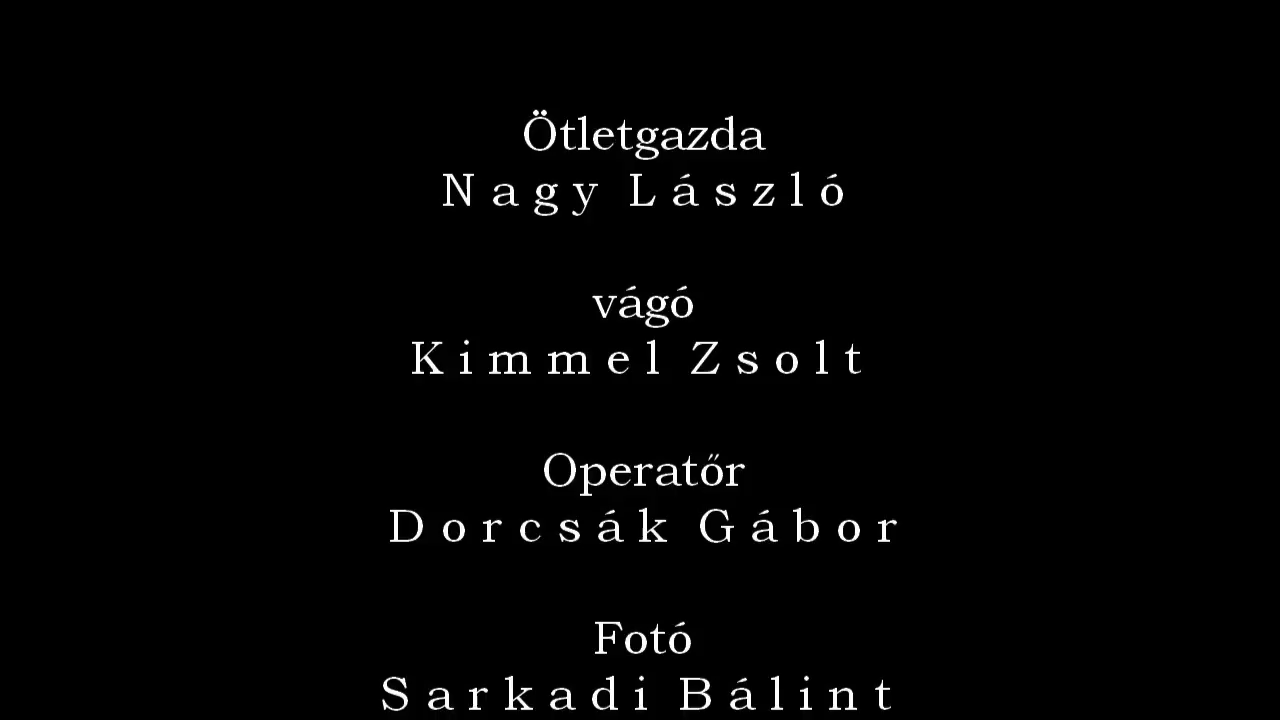 Ötletgazda
Nagy László
vágó
Kimmel Zsolt
Operatőr
Dorcsák Gábor
Fotó
Sarkadi Bálint